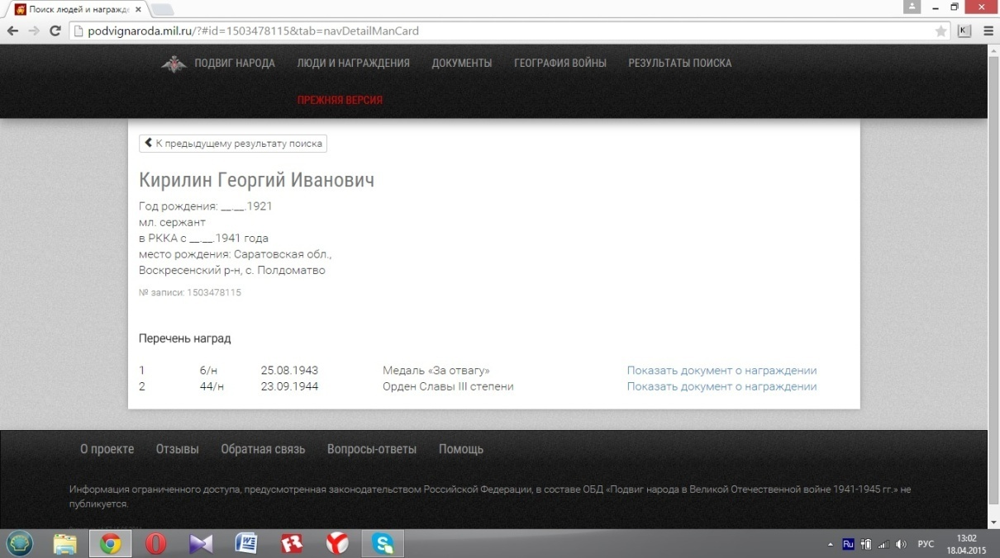 Поиск людей и награжде
podvignaroda.mil.ru/?#id=1503478115&tab=navDetailManCard
ПОДВИГ НАРОДА ЛЮДИ И НАГРАЖДЕНИЯ ДОКУМЕНТЫ ГЕОГРАФИЯ ВОЙНЫ РЕЗУЛЬТАТЫ ПОИСКА
ПРЕЖНЯЯ ВЕРСИЯ
К предыдущему результату поиска
Кирилин Георгий Иванович
Год рождения: __.__.1921
мл. сержант
в РККА с __.__.1941 года
место рождения: Саратовская обл.,
Воскресенский р-н, с. Полдоматво
№ записи: 1503478115
Перечень наград
1 6/н 25.08.1943 Медаль «За отвагу» Показать документ о награждении
2 44/н 23.09.1944 Орден Славы III степени Показать документ о награждении
О проекте Отзывы Обратная связь Вопросы-ответы Помощь
Информация ограниченного доступа, предусмотренная законодательством Российской Федерации, в составе ОБД «Подвиг народа в Великой Отечественной войне 1941-1945 гг.» не
публикуется.
Ru РУС 13:02
18.04.2015